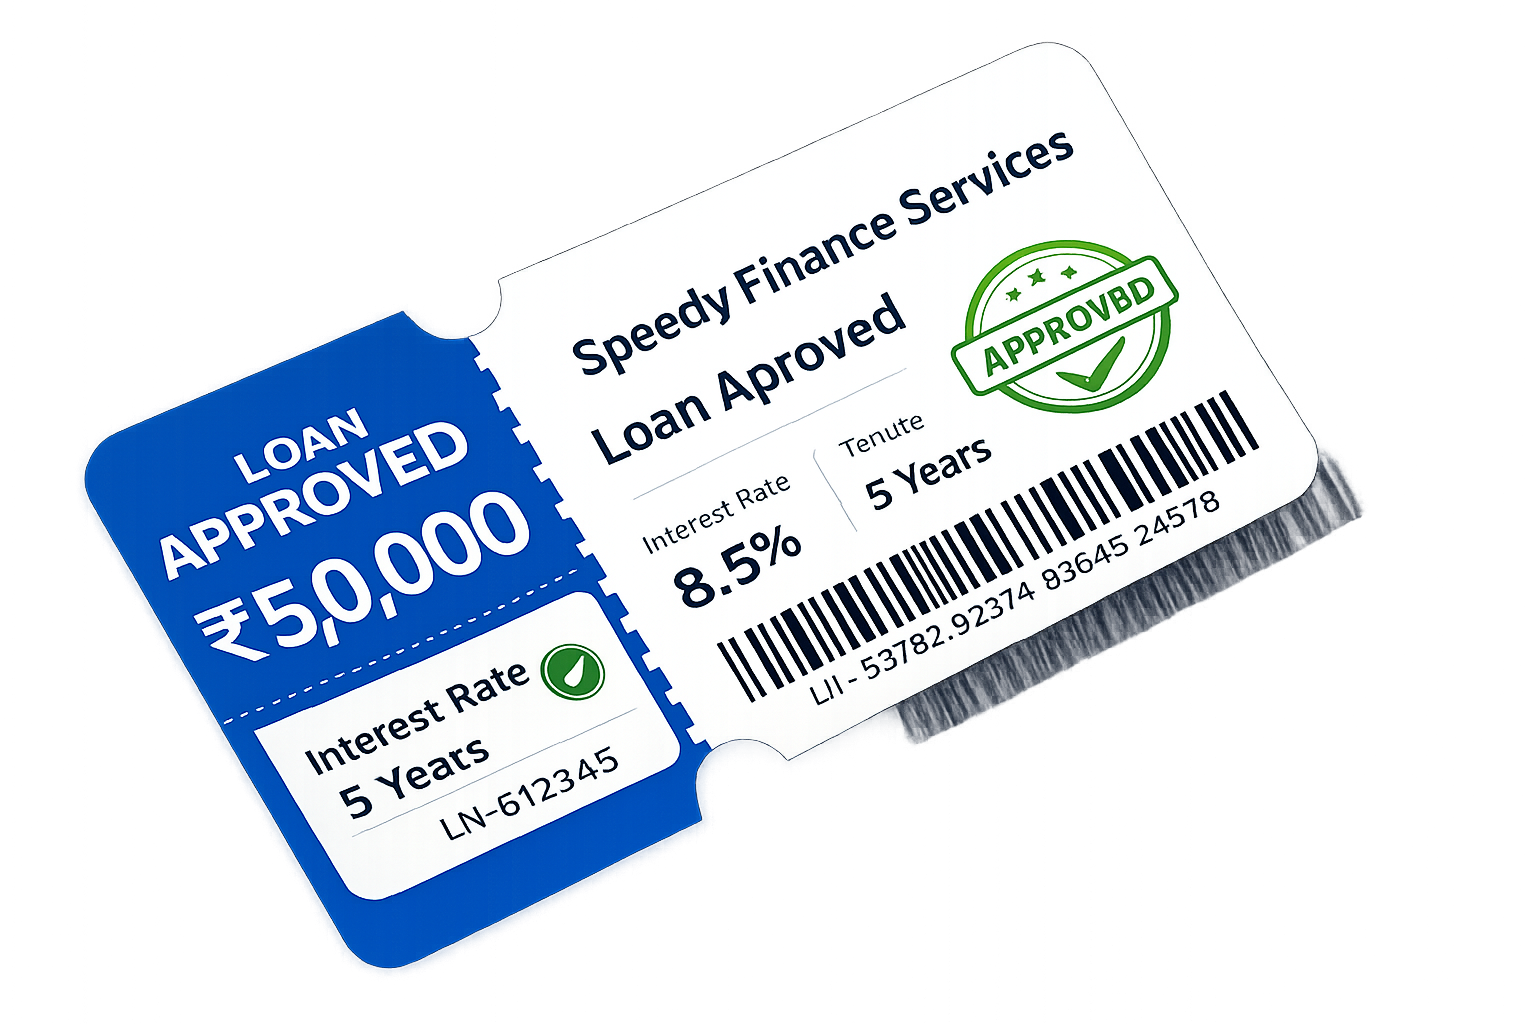 LOAN
APPROVED
₹5,0,000
Interest Rate
5 Years
LN-612345
Speedy Finance Services
Loan Aproved
APPROVBD
Interest Rate
8.5%
Tenute
5 Years
LII - 53782.92374 83645 24578